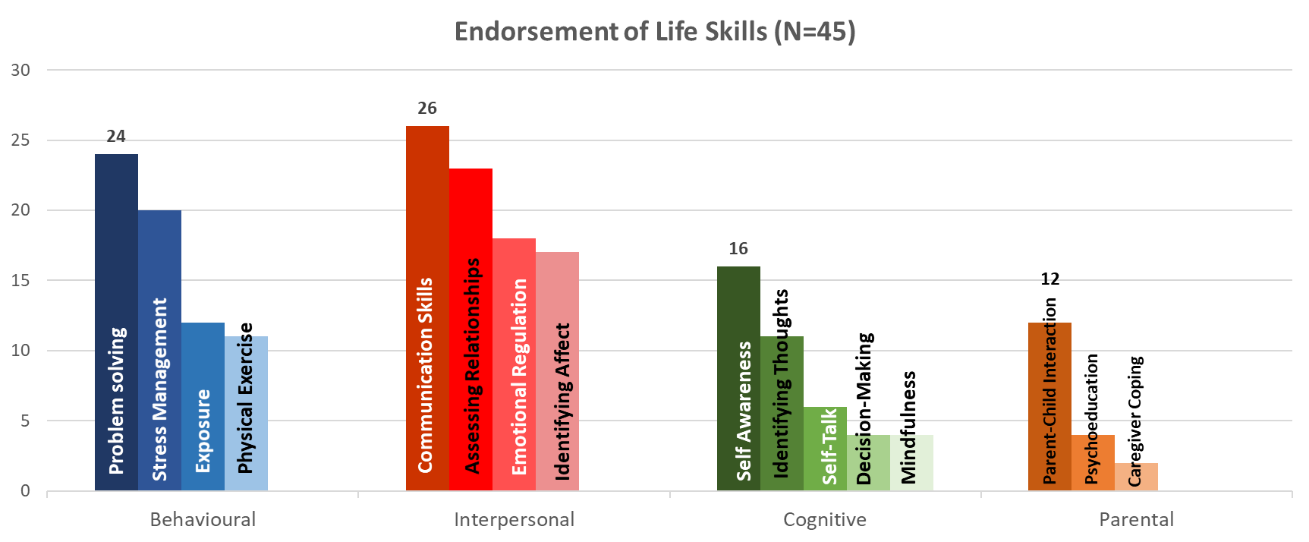 Endorsement of Life Skills (N=45)
30
25
20
15
10
5
0
24
26
16
12
Problem solving
Stress Management
Exposure
Physical Exercise
Communication Skills
Assessing Relationships
Emotional Regulation
Identifying Affect
Self Awareness
Identifying Thoughts
Self-Talk
Decision-Making
Mindfulness
Parent-Child Interaction
Psychoeducation
Caregiver Coping
Behavioural
Interpersonal
Cognitive
Parental